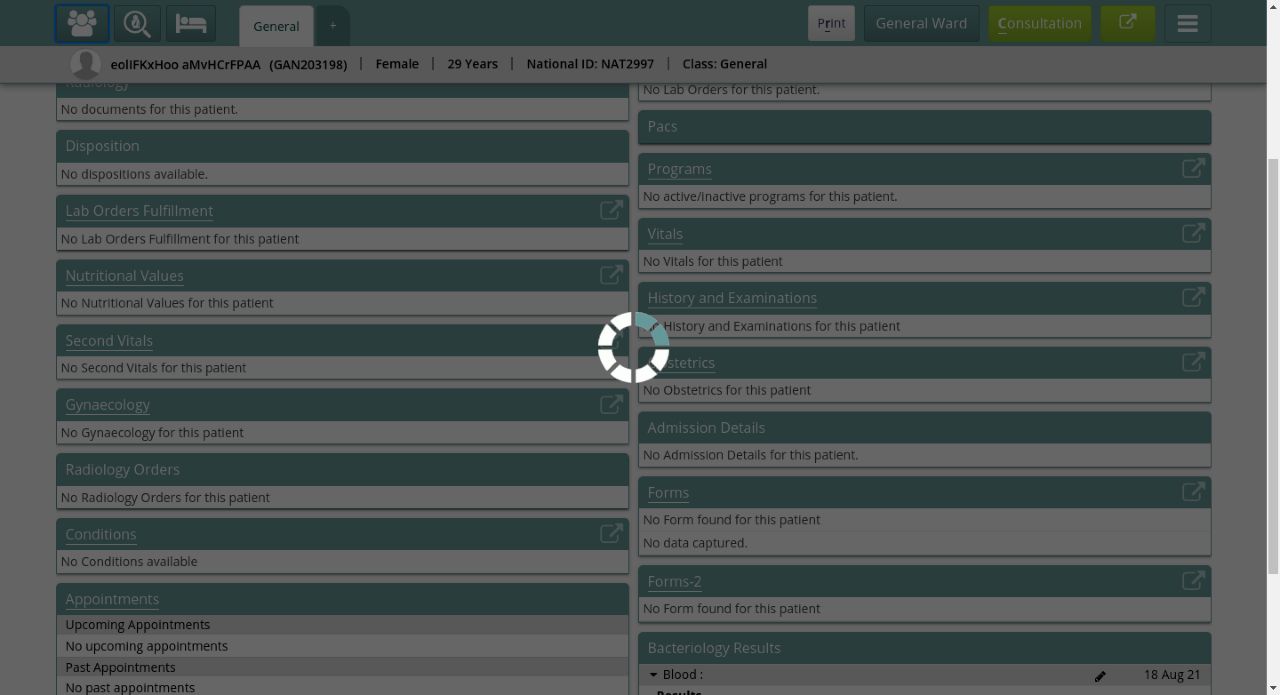 General
+
Print
General Ward
Consultation
eolIFKxHoo aMvHCrFPAA (GAN203198) | Female | 29 Years | National ID: NAT2997 | Class: General
Radiology
No documents for this patient.
Disposition
No dispositions available.
Lab Orders Fulfillment
No Lab Orders Fulfillment for this patient
Nutritional Values
No Nutritional Values for this patient
Second Vitals
No Second Vitals for this patient
Gynaecology
No Gynaecology for this patient
Radiology Orders
No Radiology Orders for this patient
Conditions
No Conditions available
Appointments
Upcoming Appointments
No upcoming appointments
Past Appointments
No past appointments
No Lab Orders for this patient.
Pacs
Programs
No active/inactive programs for this patient.
Vitals
No Vitals for this patient
History and Examinations
History and Examinations for this patient
stetrics
No Obstetrics for this patient
Admission Details
No Admission Details for this patient.
Forms
No Form found for this patient
No data captured.
Forms-2
No Form found for this patient
Bacteriology Results
Blood : 18 Aug 21
Results